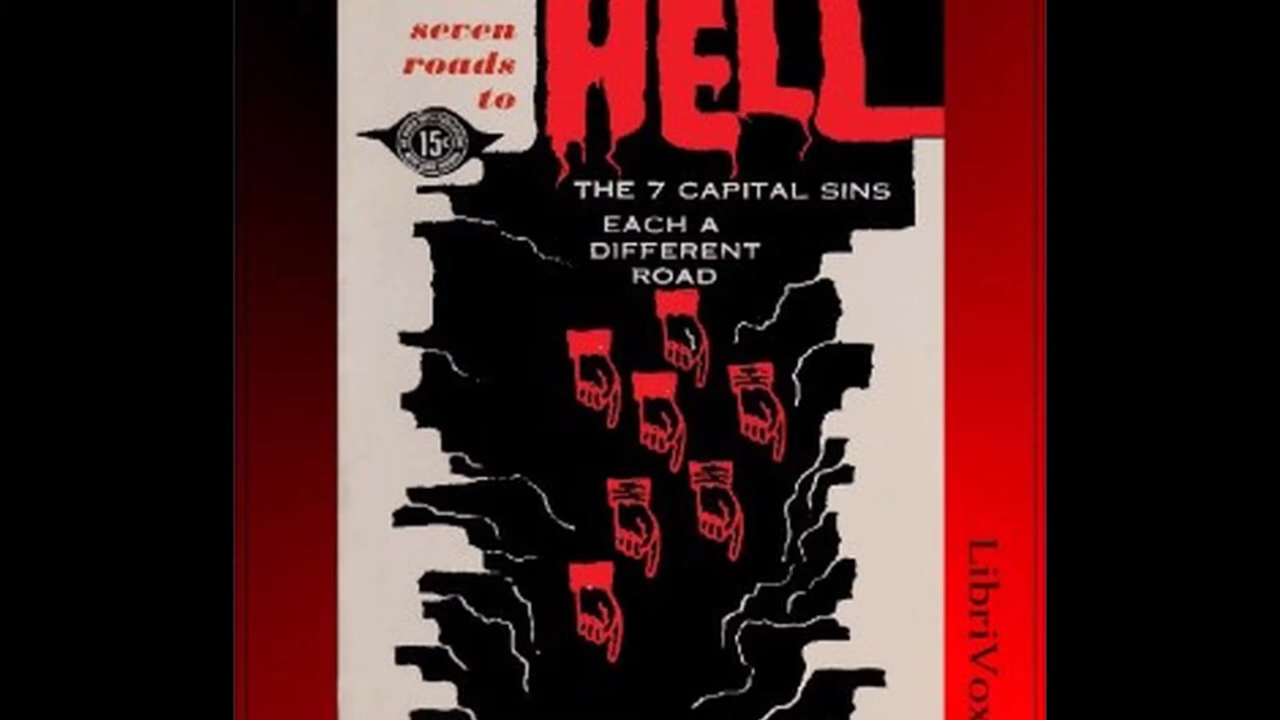 seven
roads
to
HELL
15¢
THE 7 CAPITAL SINS
EACH A
DIFFERENT
ROAD
LibriVox